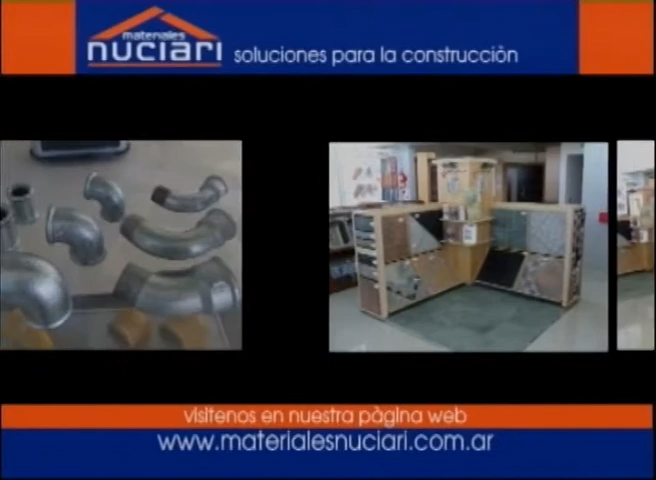 materiales
nuciari
soluciones para la construcción
visitenos en nuestra pàgina web
www.materialesnuciari.com.ar